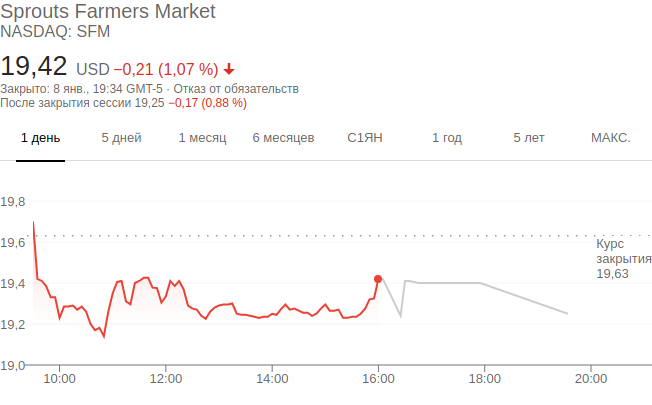 Sprouts Farmers Market
NASDAQ: SFM
19,42 USD −0,21 (1,07 %)
Закрыто: 8 янв., 19:34 GMT-5 · Отказ от обязательств
После закрытия сессии 19,25 −0,17 (0,88 %)
1 день 5 дней 1 месяц 6 месяцев С1ЯН 1 год 5 лет МАКС.
19,8
19,6
Курс
закрытия
19,63
19,4
19,2
19,0
10:00 12:00 14:00 16:00 18:00 20:00